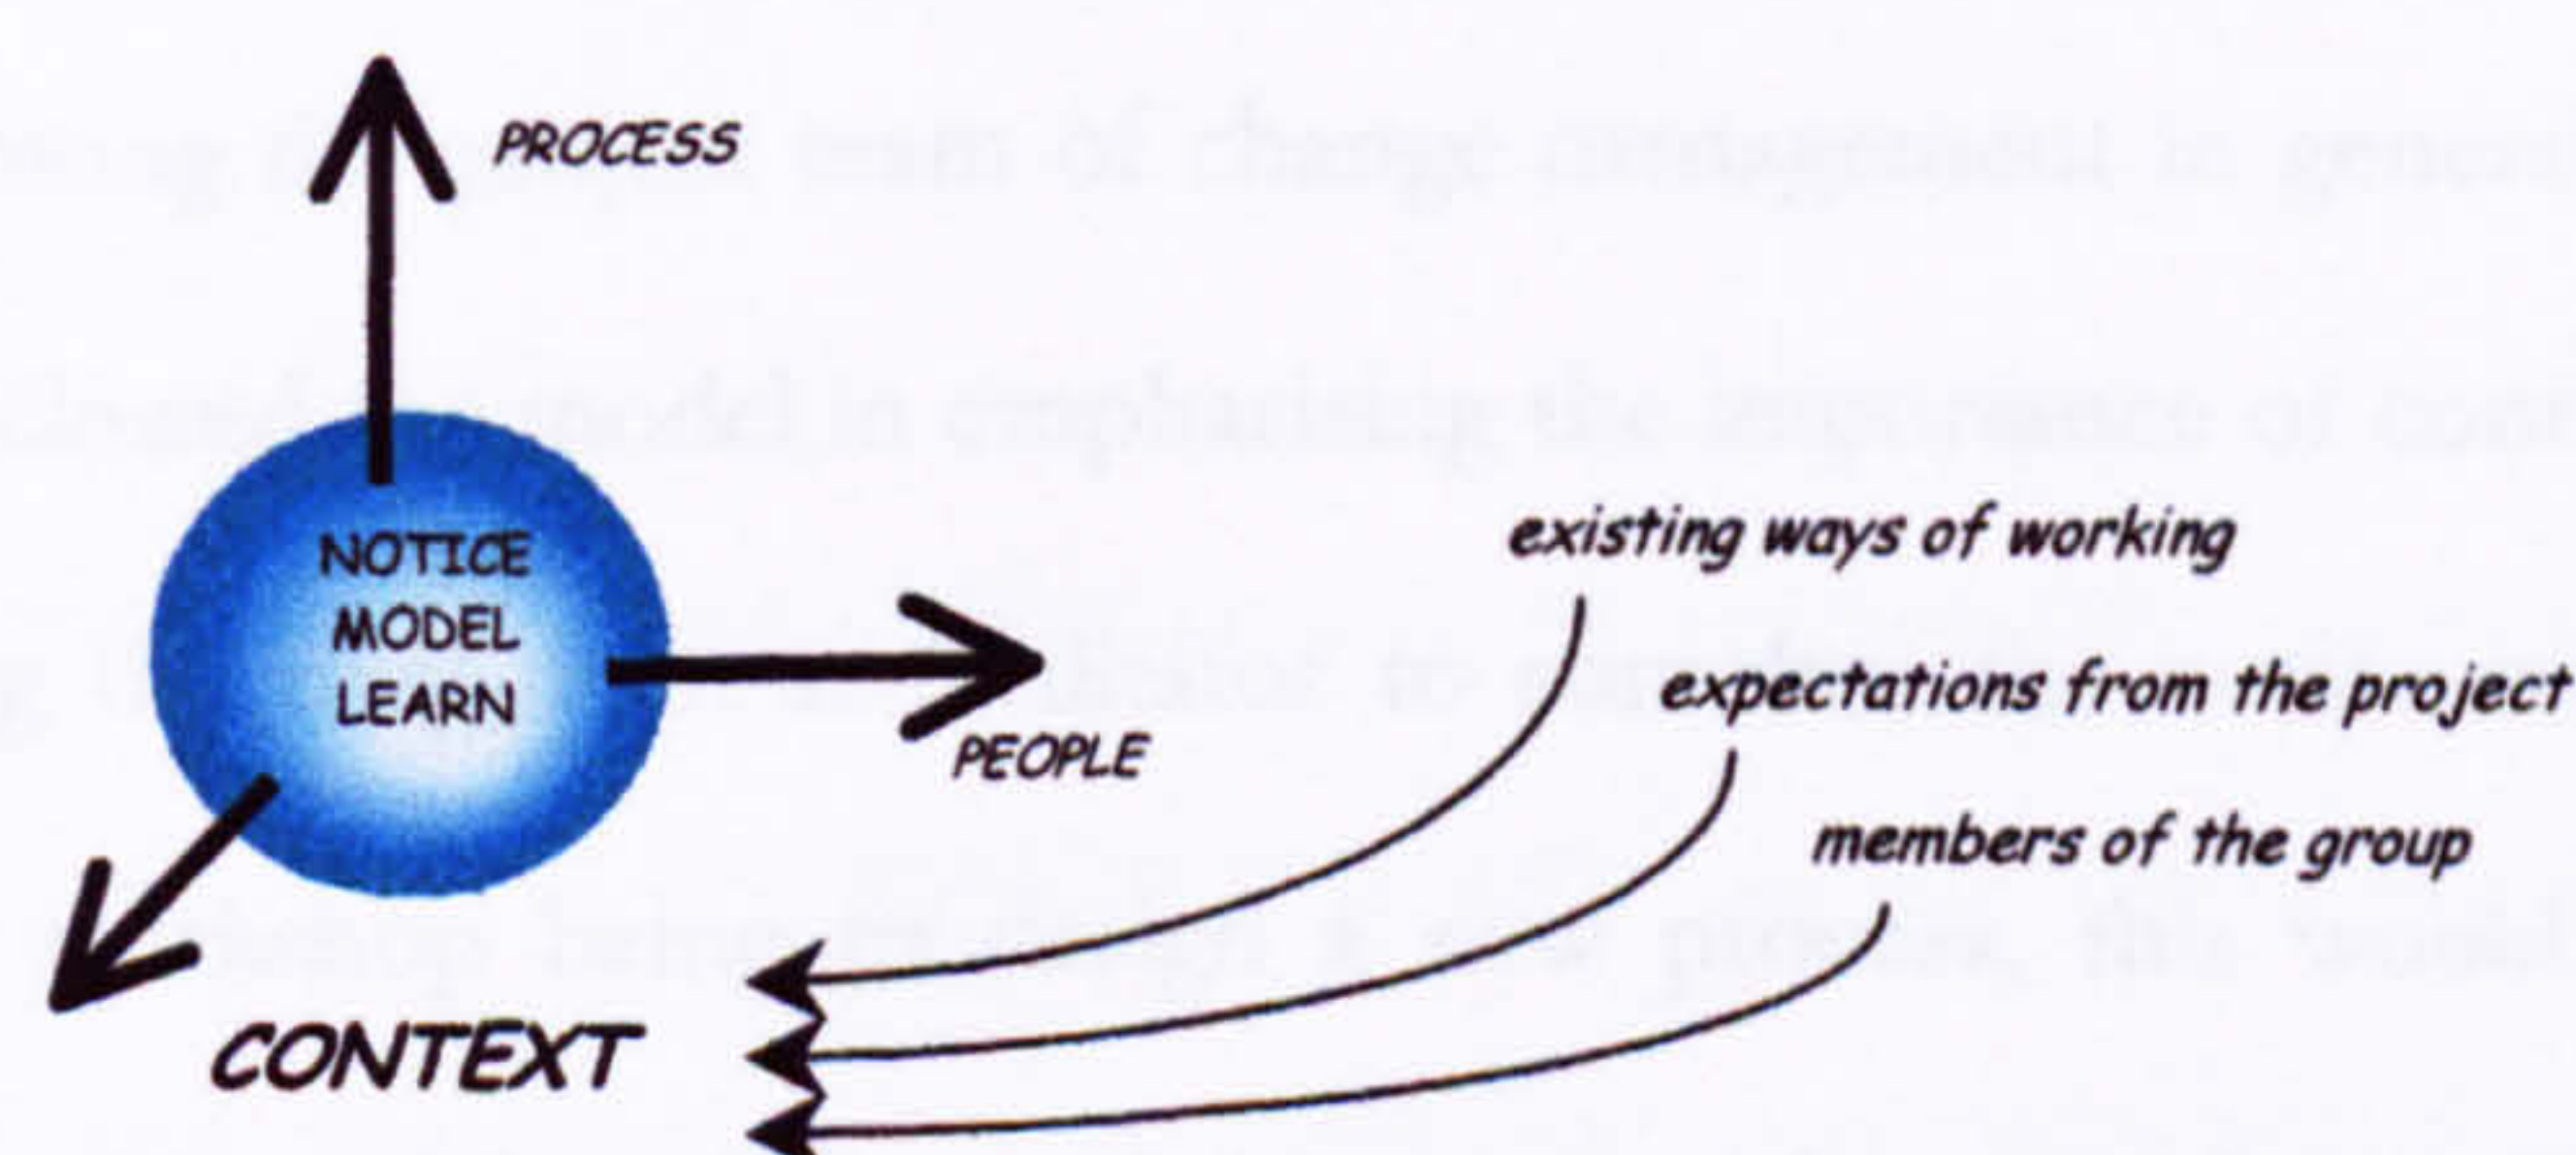 PROCESS
NOTICE
MODEL
LEARN
PEOPLE
existing ways of working
expectations from the project
members of the group
CONTEXT